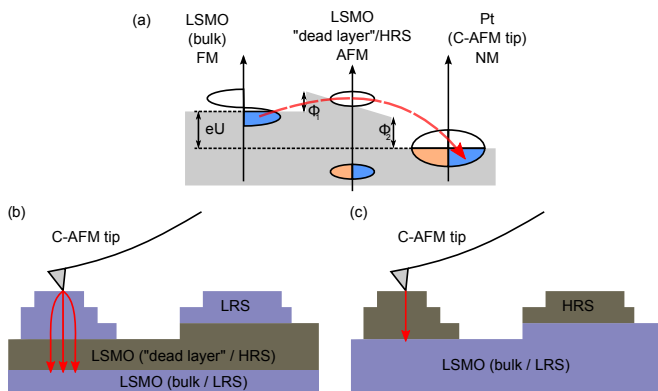 (a)
LSMO
(bulk)
FM
LSMO
"dead layer"/HRS
AFM
Pt
(C-AFM tip)
NM
eU
Φ1
Φ2
(b)
C-AFM tip
LRS
LSMO ("dead layer" / HRS)
LSMO (bulk / LRS)
(c)
C-AFM tip
HRS
LSMO (bulk / LRS)